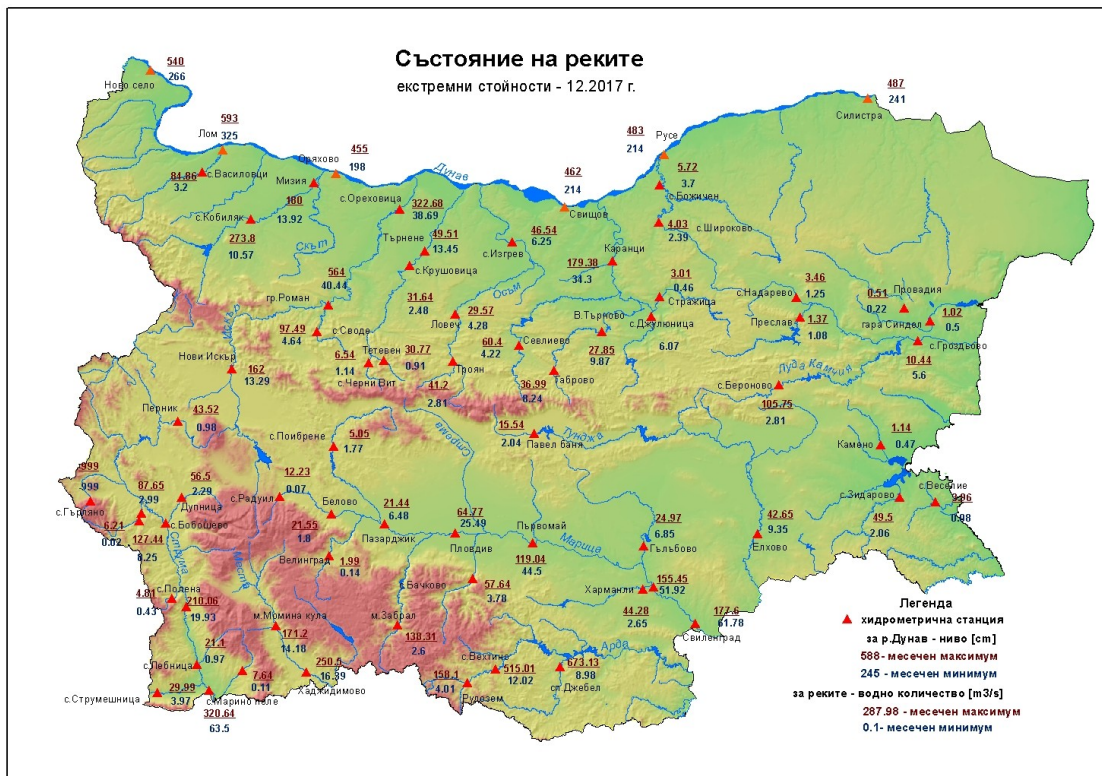 Състояние на реките
екстремни стойности - 12.2017 г.
540
266
Ново село
593
Лом
325
84.86
с.Василовци
3.2
455
Оряхово
198
Мизия
180
с.Кобиляк
13.92
273.8
10.57
Скът
Дунав
с.Ореховица
322.68
38.69
Търнене
49.51
13.45
с.Крушовица
462
214
Свищов
46.54
с.Изгрев
6.25
483
Русе
214
5.72
3.7
с.Божичен
4.03
с.Широково
2.39
487
241
Силистра
Каранци
179.38
34.3
564
40.44
гр.Роман
Искър
97.49
с.Своде
4.64
31.64
2.48
Осъм
29.57
Ловеч
4.28
3.01
0.46
Стражица
с.Джулюница
6.07
В.Търново
27.85
9.87
60.4
Севлиево
4.22
3.46
с.Надарево
1.25
Преслав
1.37
1.08
0.51
Провадия
0.22
1.02
гара Синдел
0.5
с.Гроздьово
10.44
5.6
Луда Камчия
с.Бероново
105.75
2.81
Нови Искър
162
13.29
6.54
1.14
с.Черни Вит
Тетевен
30.77
0.91
Троян
41.2
2.81
36.99
8.24
Перник
43.52
0.98
с.Поибрене
5.05
1.77
Стряма
15.54
2.04
Павел баня
Тунджа
1.14
Камено
0.47
999
999
с.Гърляно
87.65
2.99
56.5
2.29
Дупница
6.21
0.02
с.Бобошево
127.44
8.25
Струма
12.23
с.Радуил
0.07
Места
Белово
21.55
1.8
Велинград
1.99
0.14
21.44
6.48
Пазарджик
64.77
25.49
Пловдив
Първомай
119.04
44.5
Марица
24.97
6.85
Гълъбово
42.65
9.35
Елхово
с.Зидарово
49.5
2.06
с.Веселие
9.96
0.98
с.Бачково
57.64
3.78
Харманли
155.45
51.92
44.28
2.65
177.6
61.78
Свиленград
4.81
с.Полена
0.43
210.06
19.93
м.Момина кула
171.2
14.18
м.Забрал
138.31
2.6
21.1
с.Лебница
0.97
7.64
0.11
250.5
16.39
Хаджидимово
29.99
с.Струмешница
3.97
с.Марино поле
320.64
63.5
с.Вехтино
515.01
12.02
158.1
4.01
Рудозем
Арда
673.13
8.98
сп.Джебел
Легенда
хидрометрична станция
за р.Дунав - ниво [cm]
588- месечен максимум
245 - месечен минимум
за реките - водно количество [m3/s]
287.98 - месечен максимум
0.1- месечен минимум